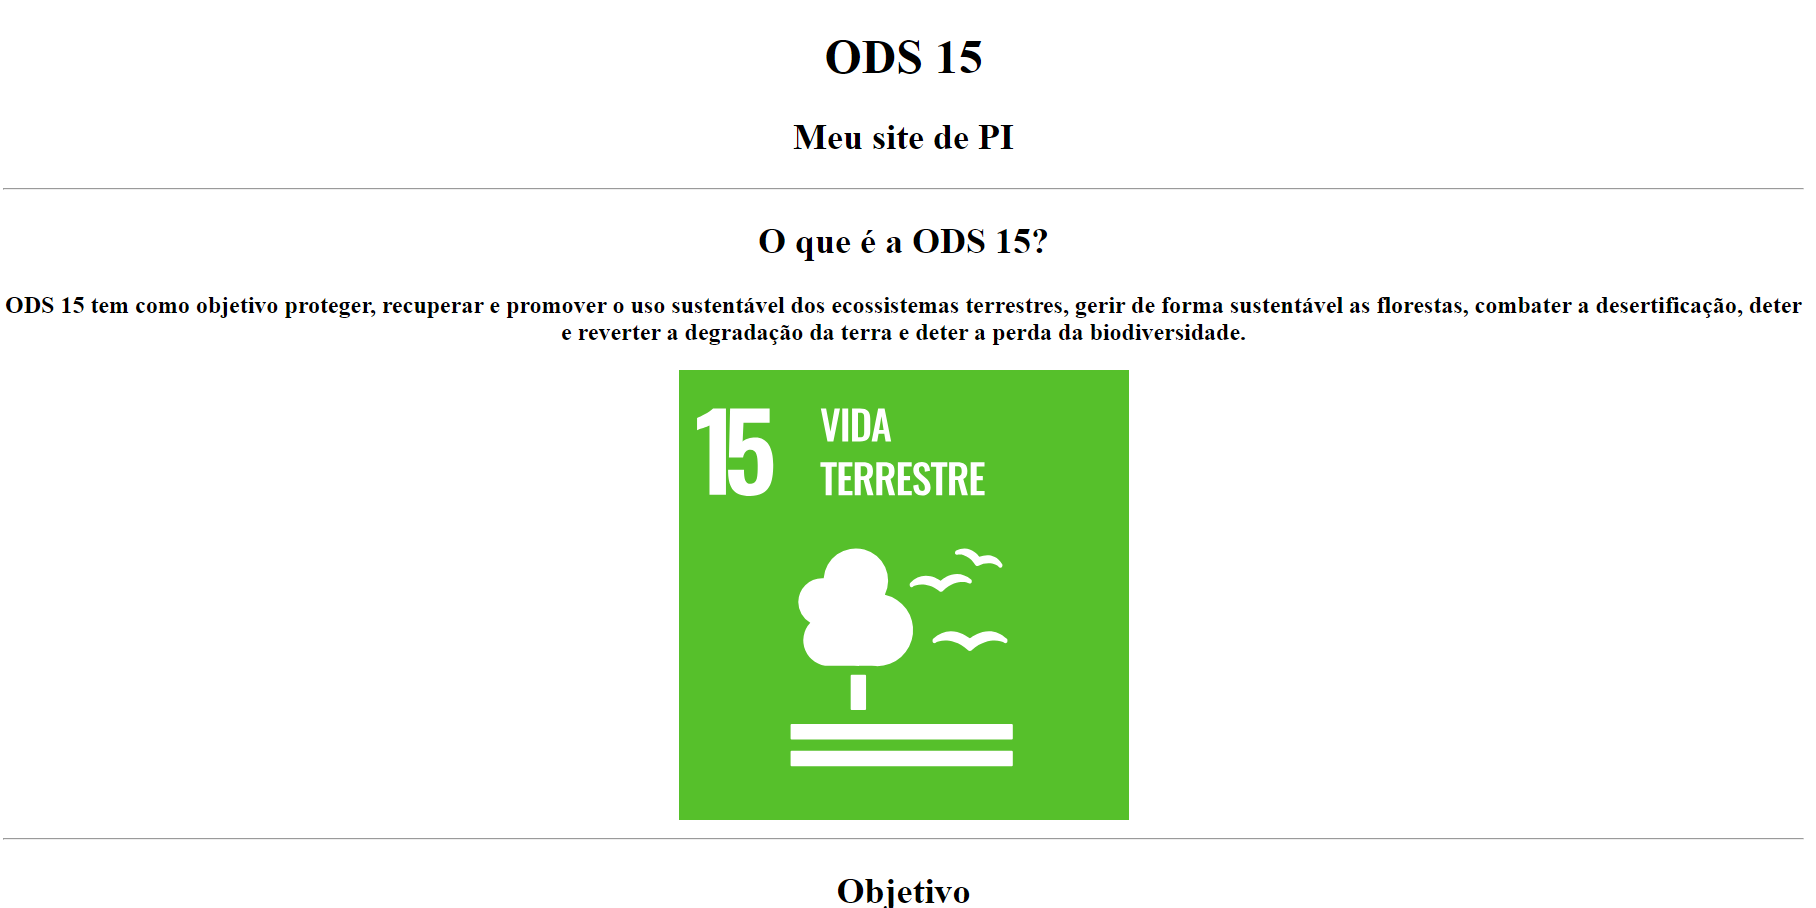 ODS 15
Meu site de PI
O que é a ODS 15?
ODS 15 tem como objetivo proteger, recuperar e promover o uso sustentável dos ecossistemas terrestres, gerir de forma sustentável as florestas, combater a desertificação, deter
e reverter a degradação da terra e deter a perda da biodiversidade.
15 VIDA
TERRESTRE
Objetivo